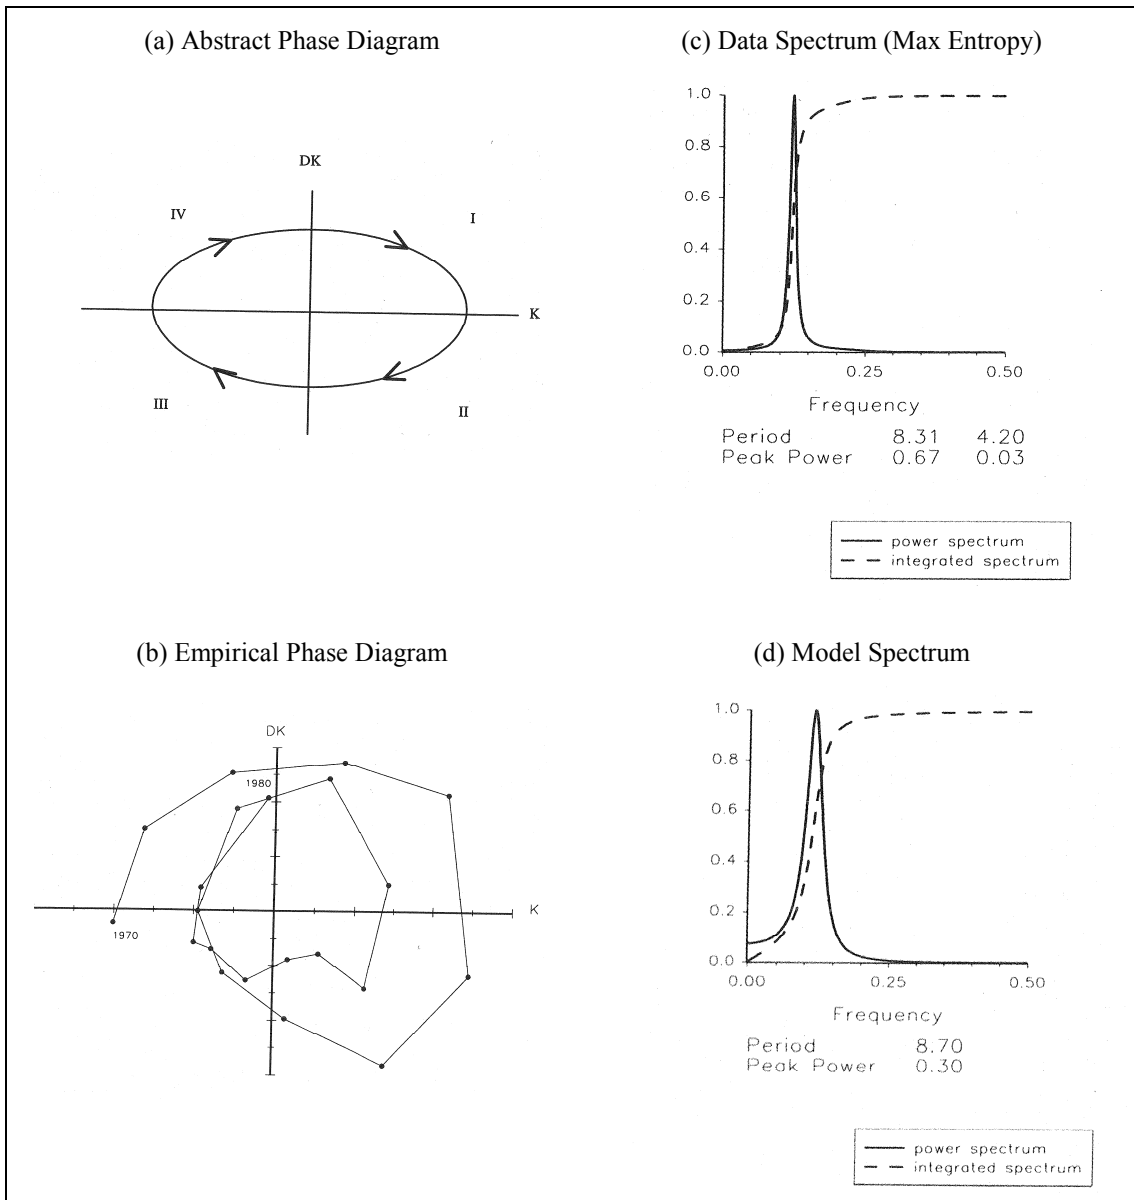 (a) Abstract Phase Diagram
DK
IV
I
K
III
II
(c) Data Spectrum (Max Entropy)
1.0
0.8
0.6
0.4
0.2
0.0
0.00 0.25 0.50
Frequency
Period 8.31 4.20
Peak Power 0.67 0.03
power spectrum
integrated spectrum
(b) Empirical Phase Diagram
DK
1980
K
1970
(d) Model Spectrum
1.0
0.8
0.6
0.4
0.2
0.0
0.00 0.25 0.50
Frequency
Period 8.70
Peak Power 0.30
power spectrum
integrated spectrum